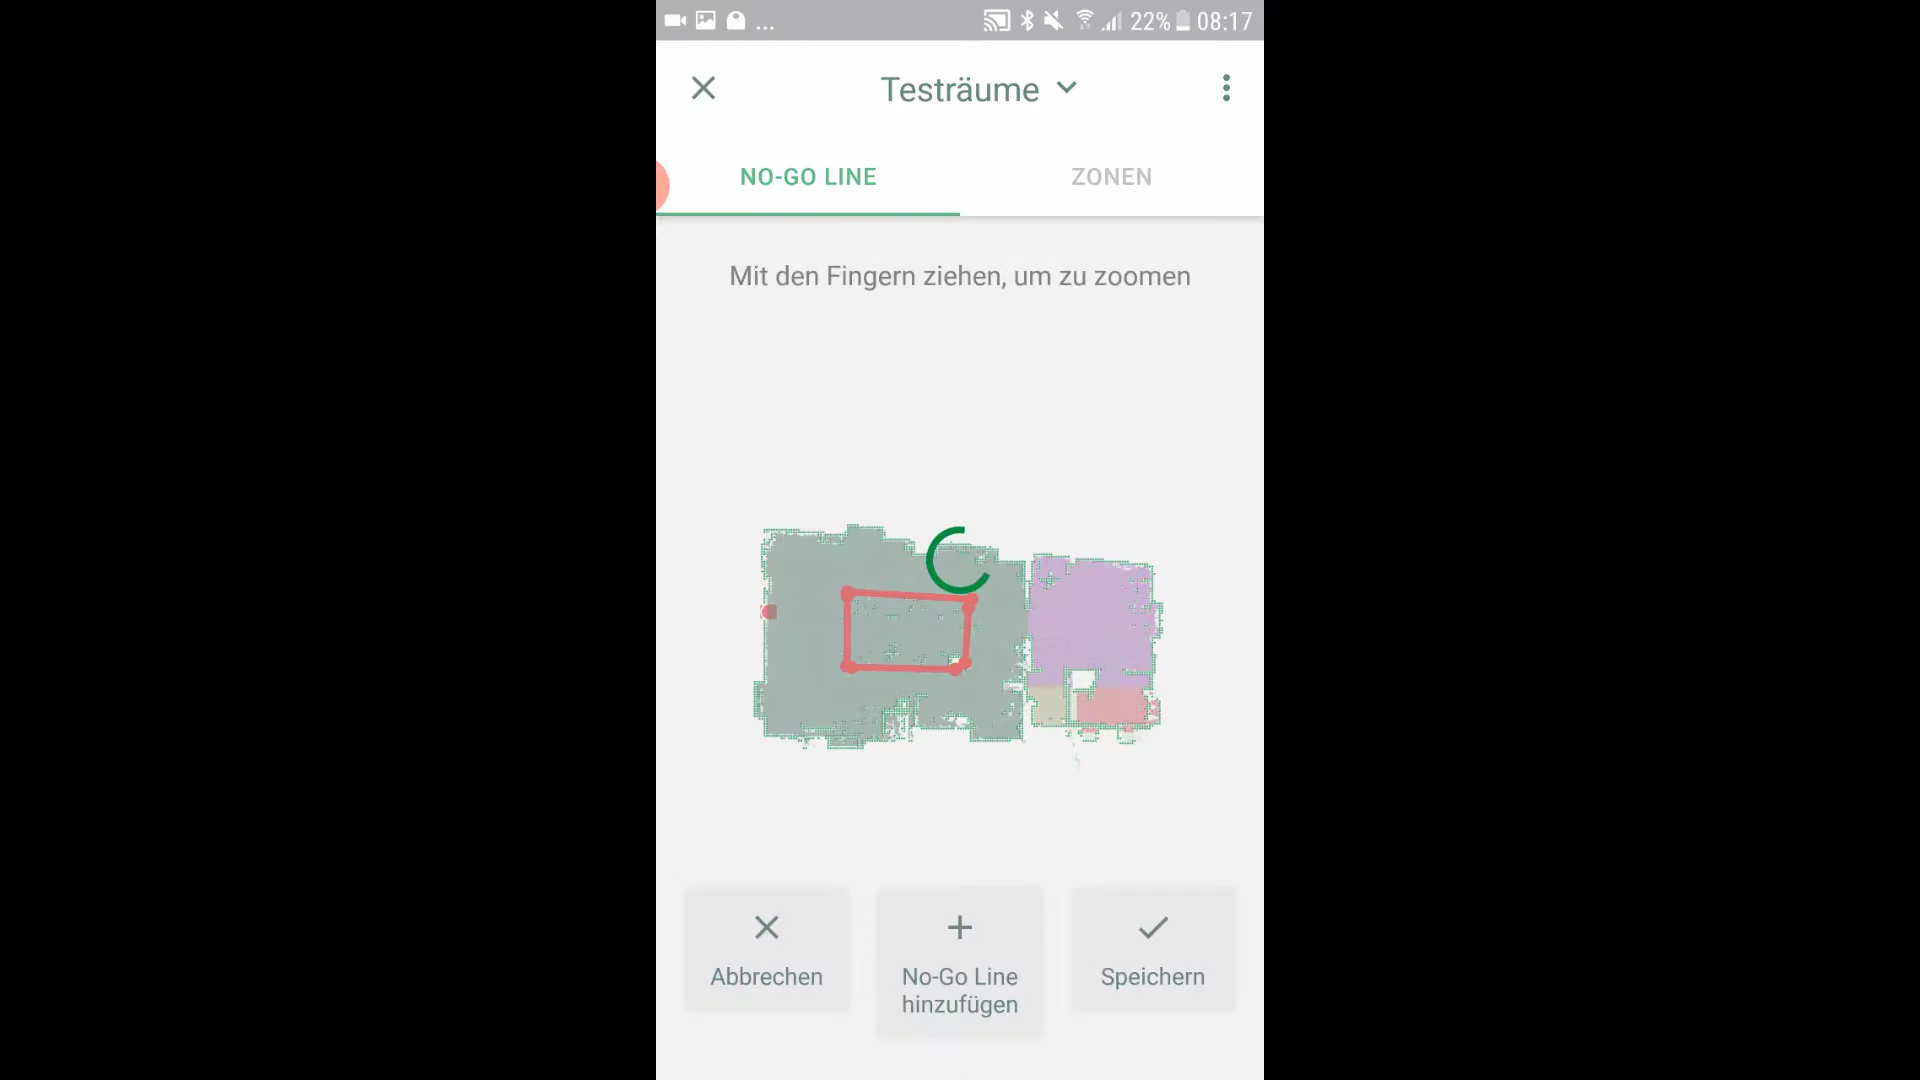 ... 22% 08:17
Testräume
NO-GO LINE ZONEN
Mit den Fingern ziehen, um zu zoomen
Abbrechen No-Go Line Speichern
hinzufügen